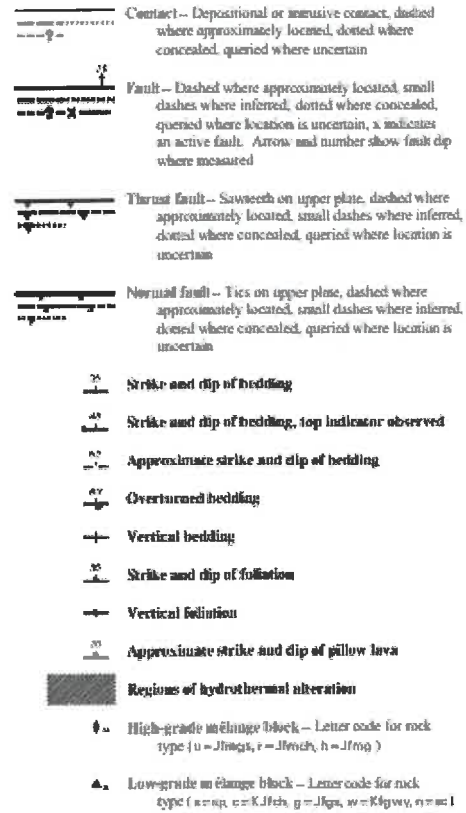 Contact – Depositional or intrusive contact, dashed
where approximately located, dotted where
concealed, queried where uncertain
Fault – Dashed where approximately located, small
dashes where inferred, dotted where concealed,
queried where location is uncertain, x indicates
an active fault. Arrow and number show fault dip
where measured
Thrust fault – Sawteeth on upper plate, dashed where
approximately located, small dashes where inferred,
dotted where concealed, queried where location is
uncertain
Normal fault – Tics on upper plate, dashed where
approximately located, small dashes where inferred,
dotted where concealed, queried where location is
uncertain
Strike and dip of bedding
Strike and dip of bedding, top indicator observed
Approximate strike and dip of bedding
Overturned bedding
Vertical bedding
Strike and dip of foliation
Vertical foliation
Approximate strike and dip of pillow lava
Regions of hydrothermal alteration
High-grade mélange block – Letter code for rock
type
Low-grade mélange block – Letter code for rock
type